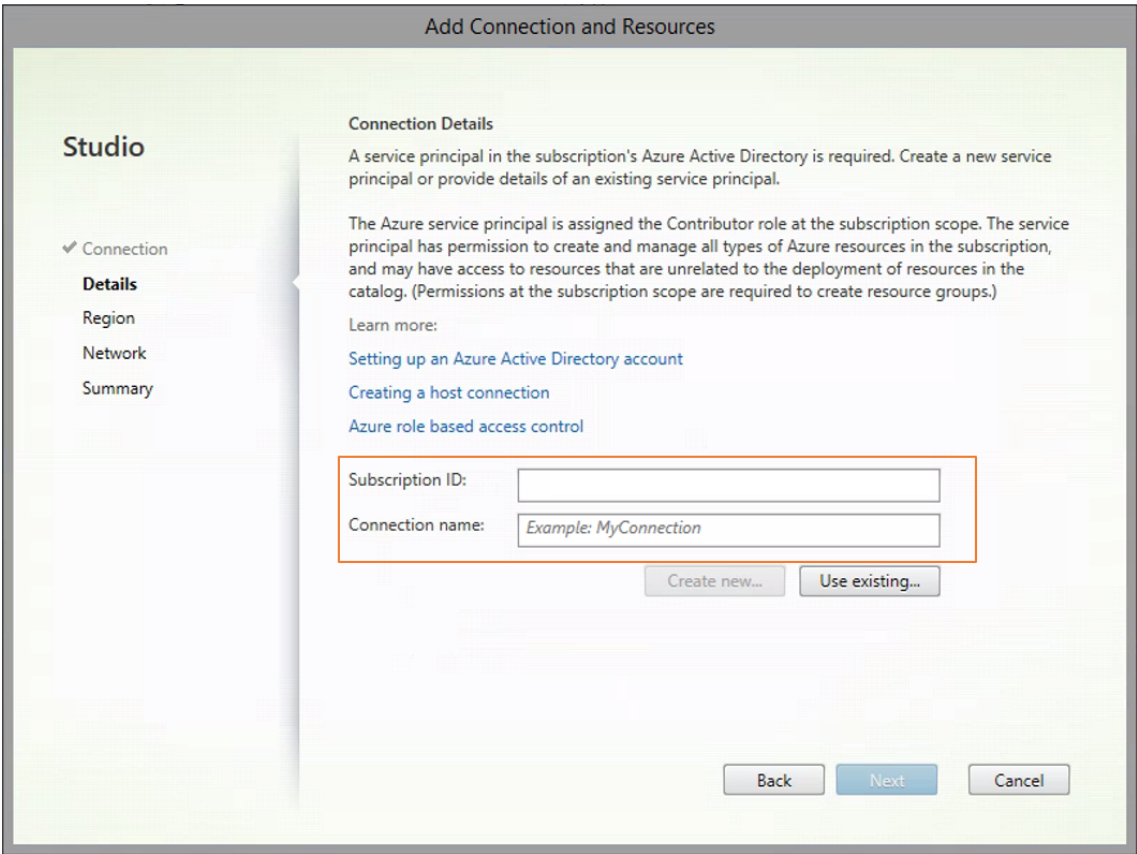 Add Connection and Resources
Studio
✔ Connection
Details
Region
Network
Summary
Connection Details
A service principal in the subscription's Azure Active Directory is required. Create a new service
principal or provide details of an existing service principal.
The Azure service principal is assigned the Contributor role at the subscription scope. The service
principal has permission to create and manage all types of Azure resources in the subscription,
and may have access to resources that are unrelated to the deployment of resources in the
catalog. (Permissions at the subscription scope are required to create resource groups.)
Learn more:
Setting up an Azure Active Directory account
Creating a host connection
Azure role based access control
Subscription ID:
Connection name: Example: MyConnection
Create new... Use existing...
Back Next Cancel